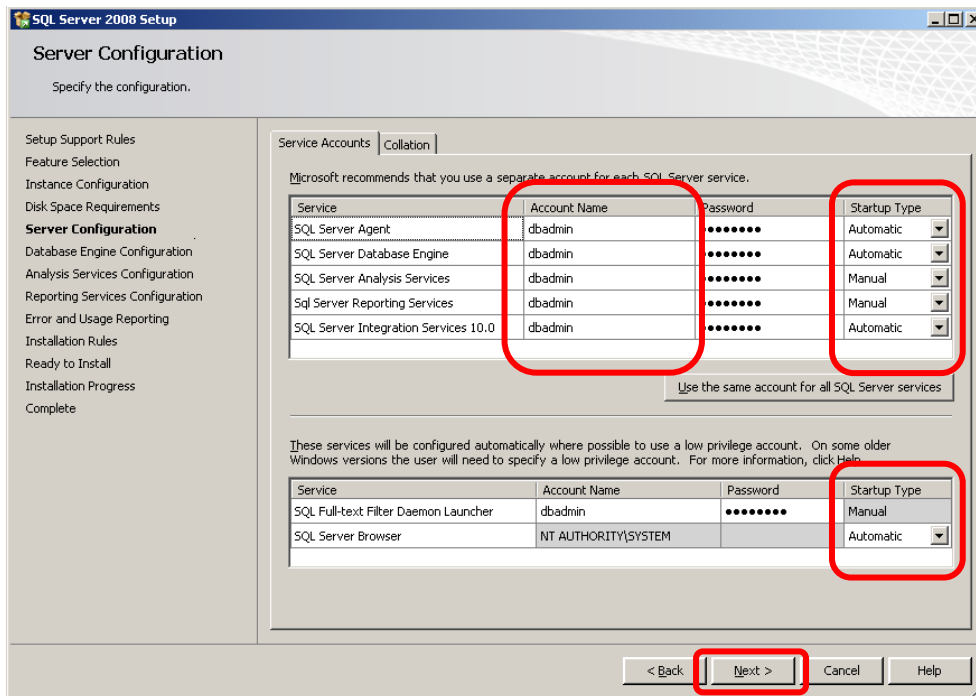 SQL Server 2008 Setup
Server Configuration
Specify the configuration.
Setup Support Rules
Feature Selection
Instance Configuration
Disk Space Requirements
Server Configuration
Database Engine Configuration
Analysis Services Configuration
Reporting Services Configuration
Error and Usage Reporting
Installation Rules
Ready to Install
Installation Progress
Complete
Service Accounts Collation
Microsoft recommends that you use a separate account for each SQL Server service.
Service Account Name Password Startup Type
SQL Server Agent dbadmin ●●●●●●●● Automatic
SQL Server Database Engine dbadmin ●●●●●●●● Automatic
SQL Server Analysis Services dbadmin ●●●●●●●● Manual
Sql Server Reporting Services dbadmin ●●●●●●●● Manual
SQL Server Integration Services 10.0 dbadmin ●●●●●●●● Automatic
Use the same account for all SQL Server services
These services will be configured automatically where possible to use a low privilege account. On some older
Windows versions the user will need to specify a low privilege account. For more information, click Help.
Service Account Name Password Startup Type
SQL Full-text Filter Daemon Launcher dbadmin ●●●●●●●● Manual
SQL Server Browser NT AUTHORITY\SYSTEM Automatic
< Back Next > Cancel Help